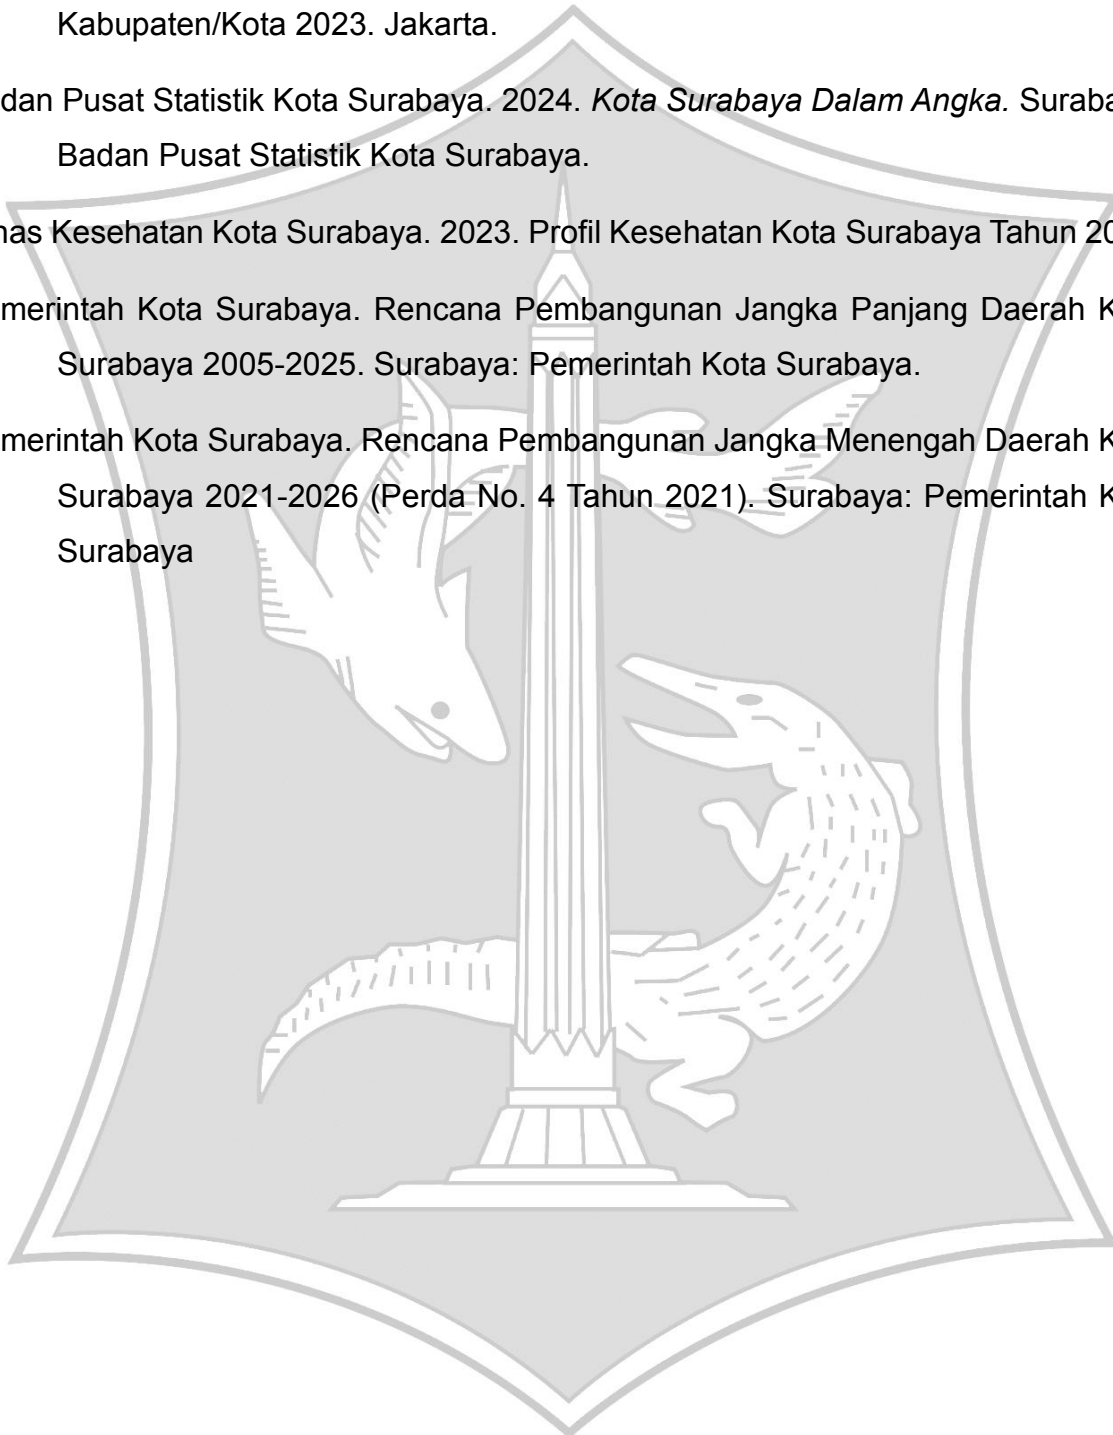 Kabupaten/Kota 2023. Jakarta.
dan Pusat Statistik Kota Surabaya. 2024. Kota Surabaya Dalam Angka. Suraba
Badan Pusat Statistik Kota Surabaya.
nas Kesehatan Kota Surabaya. 2023. Profil Kesehatan Kota Surabaya Tahun 20
merintah Kota Surabaya. Rencana Pembangunan Jangka Panjang Daerah K
Surabaya 2005-2025. Surabaya: Pemerintah Kota Surabaya.
merintah Kota Surabaya. Rencana Pembangunan Jangka Menengah Daerah K
Surabaya 2021-2026 (Perda No. 4 Tahun 2021). Surabaya: Pemerintah K
Surabaya